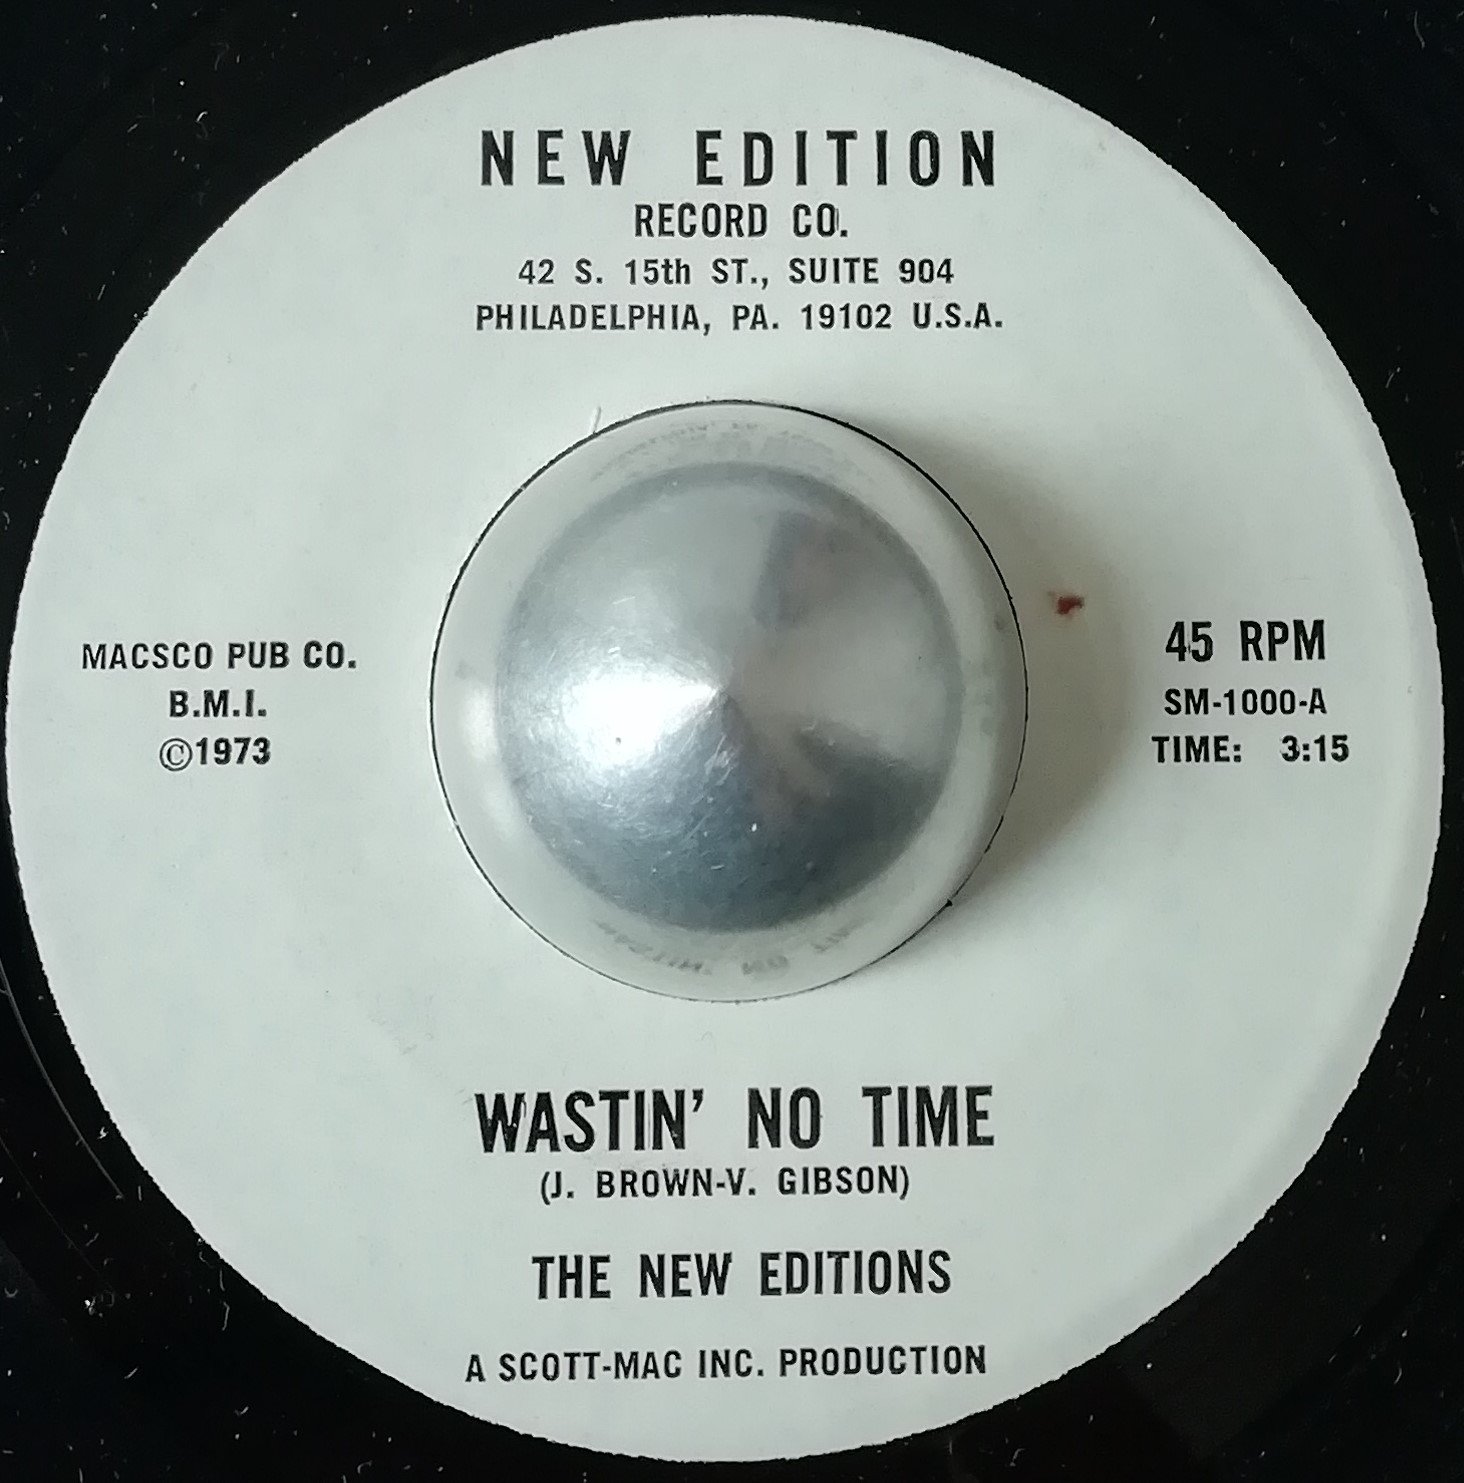 NEW EDITION
RECORD CO.
42 S. 15th ST., SUITE 904
PHILADELPHIA, PA. 19102 U.S.A.
MACSCO PUB CO.
B.M.I.
©1973
45 RPM
SM-1000-A
TIME: 3:15
WASTIN' NO TIME
(J. BROWN-V. GIBSON)
THE NEW EDITIONS
A SCOTT-MAC INC. PRODUCTION